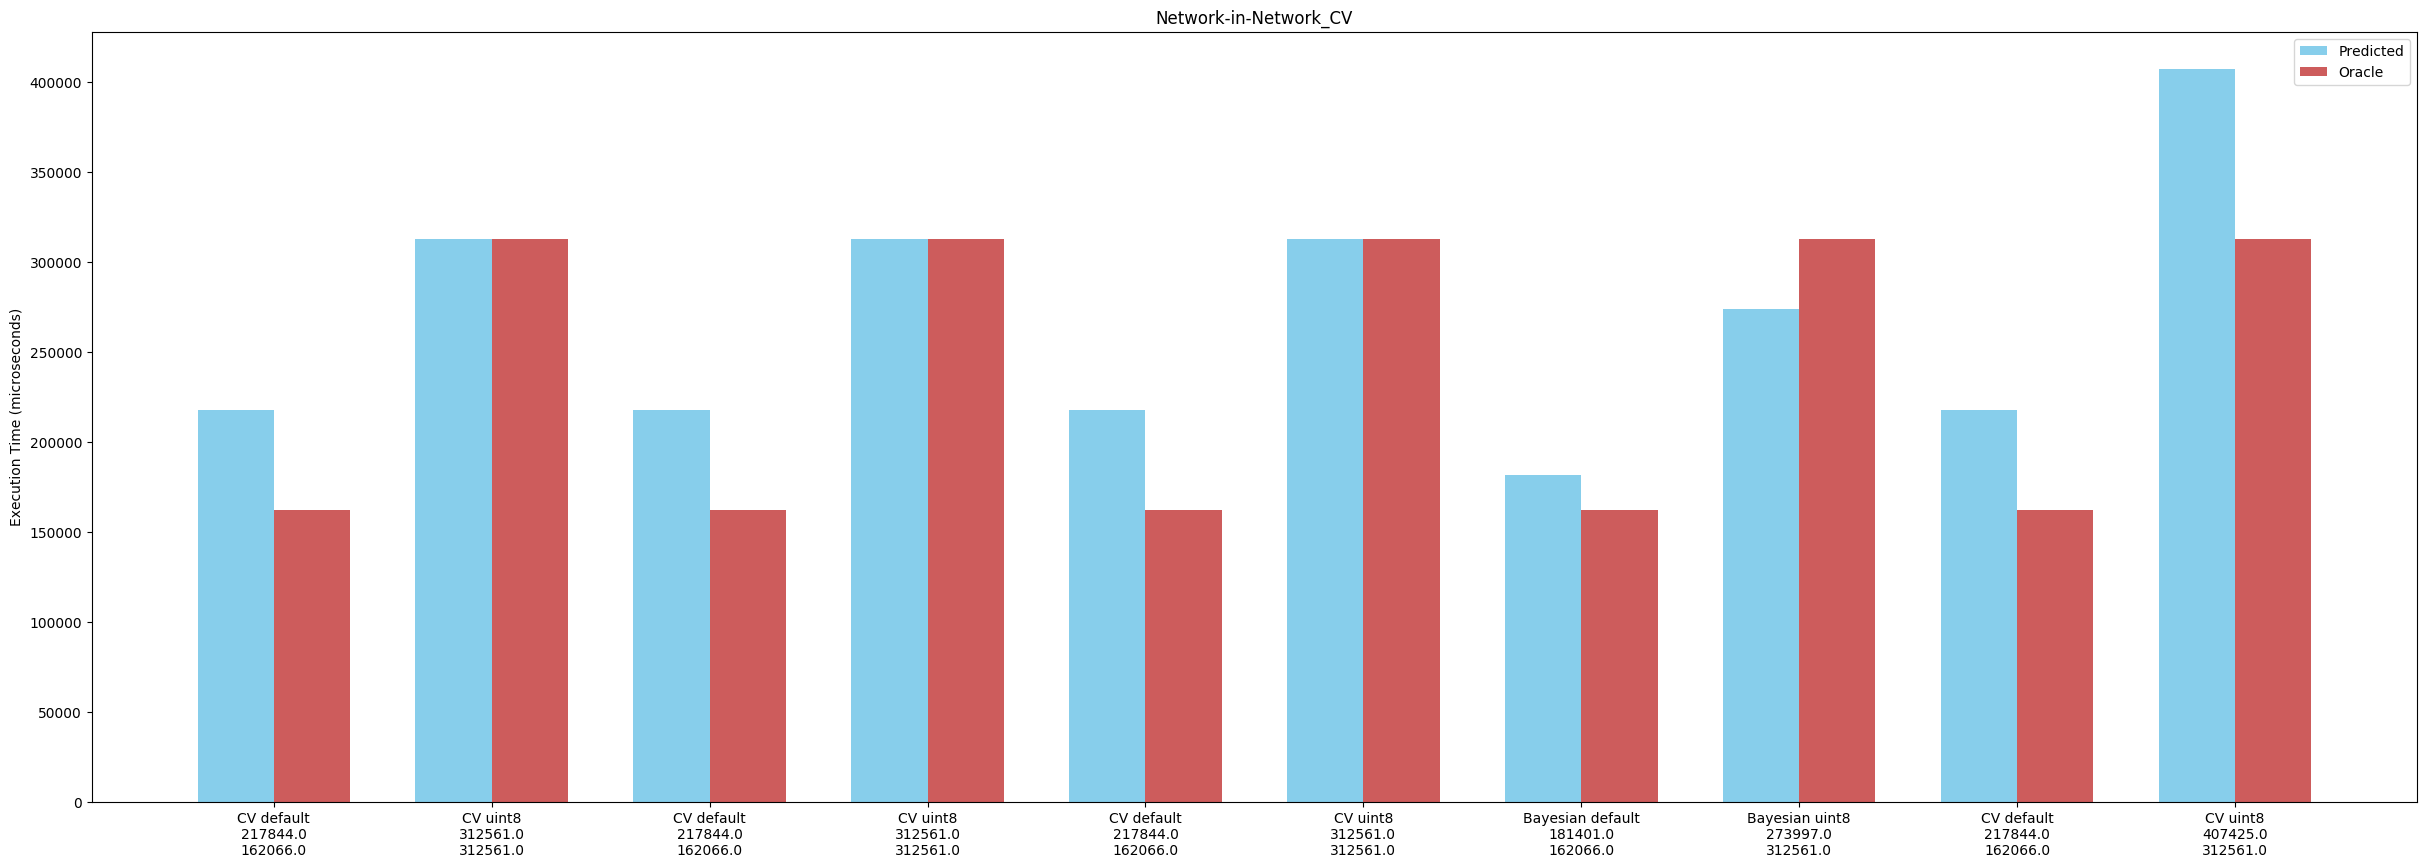 Network-in-Network_CV
Predicted
Oracle
Execution Time (microseconds)
400000
350000
300000
250000
200000
150000
100000
50000
0
CV default
217844.0
162066.0
CV uint8
312561.0
312561.0
CV default
217844.0
162066.0
CV uint8
312561.0
312561.0
CV default
217844.0
162066.0
CV uint8
312561.0
312561.0
Bayesian default
181401.0
162066.0
Bayesian uint8
273997.0
312561.0
CV default
217844.0
162066.0
CV uint8
407425.0
312561.0